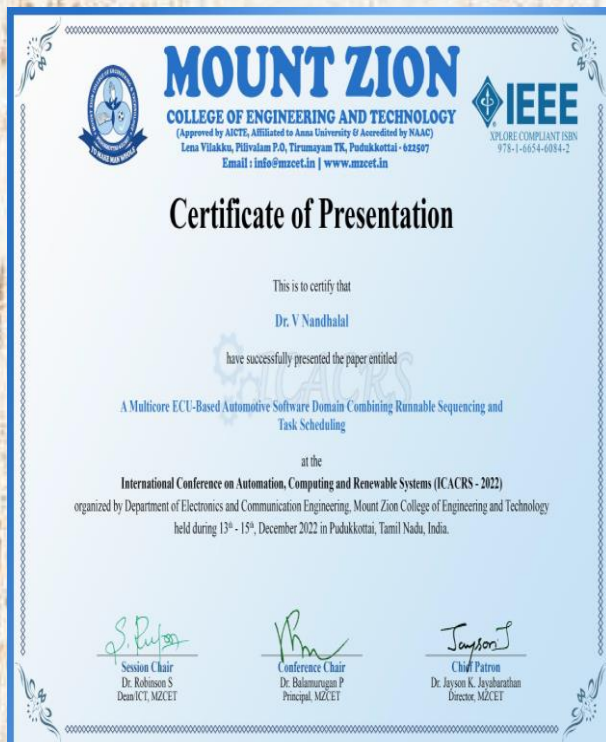 MOUNT ZION
COLLEGE OF ENGINEERING AND TECHNOLOGY
(Approved by AICTE, Affiliated to Anna University & Accredited by NAAC)
Lena Vilakku, Pilivalam P.O, Tirumayam TK, Pudukkottai - 622507
Email : info@mzcet.in | www.mzcet.in
TO MAKE MAN WHOLE
IEEE
XPLORE COMPLIANT ISBN
978-1-6654-6084-2
Certificate of Presentation
This is to certify that
Dr. V Nandhalal
have successfully presented the paper entitled
ICACRS
A Multicore ECU-Based Automotive Software Domain Combining Runnable Sequencing and
Task Scheduling
at the
International Conference on Automation, Computing and Renewable Systems (ICACRS - 2022)
organized by Department of Electronics and Communication Engineering, Mount Zion College of Engineering and Technology
held during 13th - 15th, December 2022 in Pudukkottai, Tamil Nadu, India.
Session Chair
Dr. Robinson S
Dean/ICT, MZCET
Conference Chair
Dr. Balamurugan P
Principal, MZCET
Jayson J
Chief Patron
Dr. Jayson K. Jayabarathan
Director, MZCET